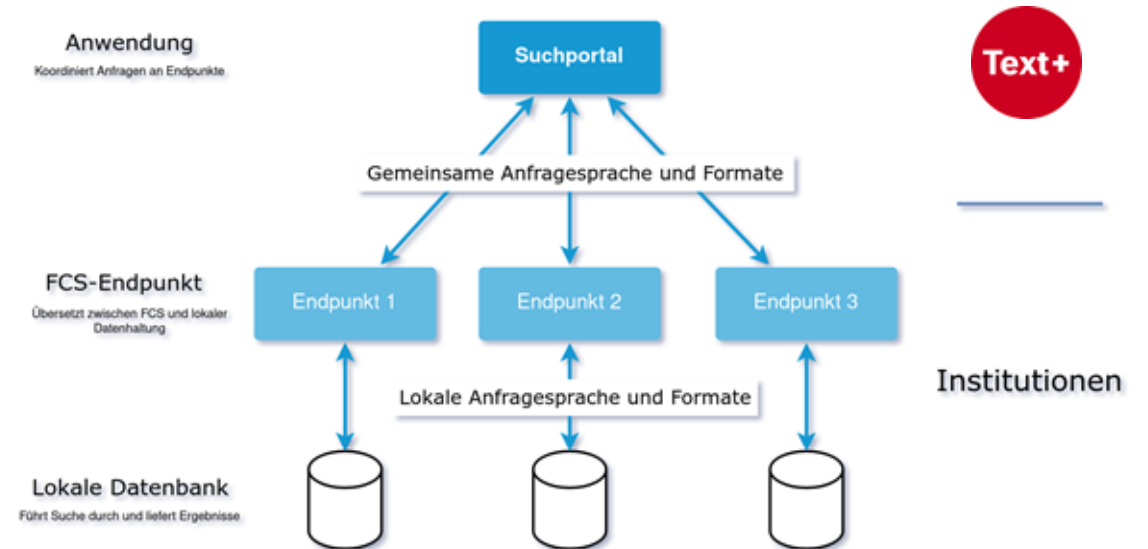 Anwendung
Koordiniert Anfragen an Endpunkte
Suchportal
Text+
Gemeinsame Anfragesprache und Formate
FCS-Endpunkt
Übersetzt zwischen FCS und lokaler
Datenhaltung
Endpunkt 1
Endpunkt 2
Endpunkt 3
Institutionen
Lokale Anfragesprache und Formate
Lokale Datenbank
Führt Suche durch und liefert Ergebnisse